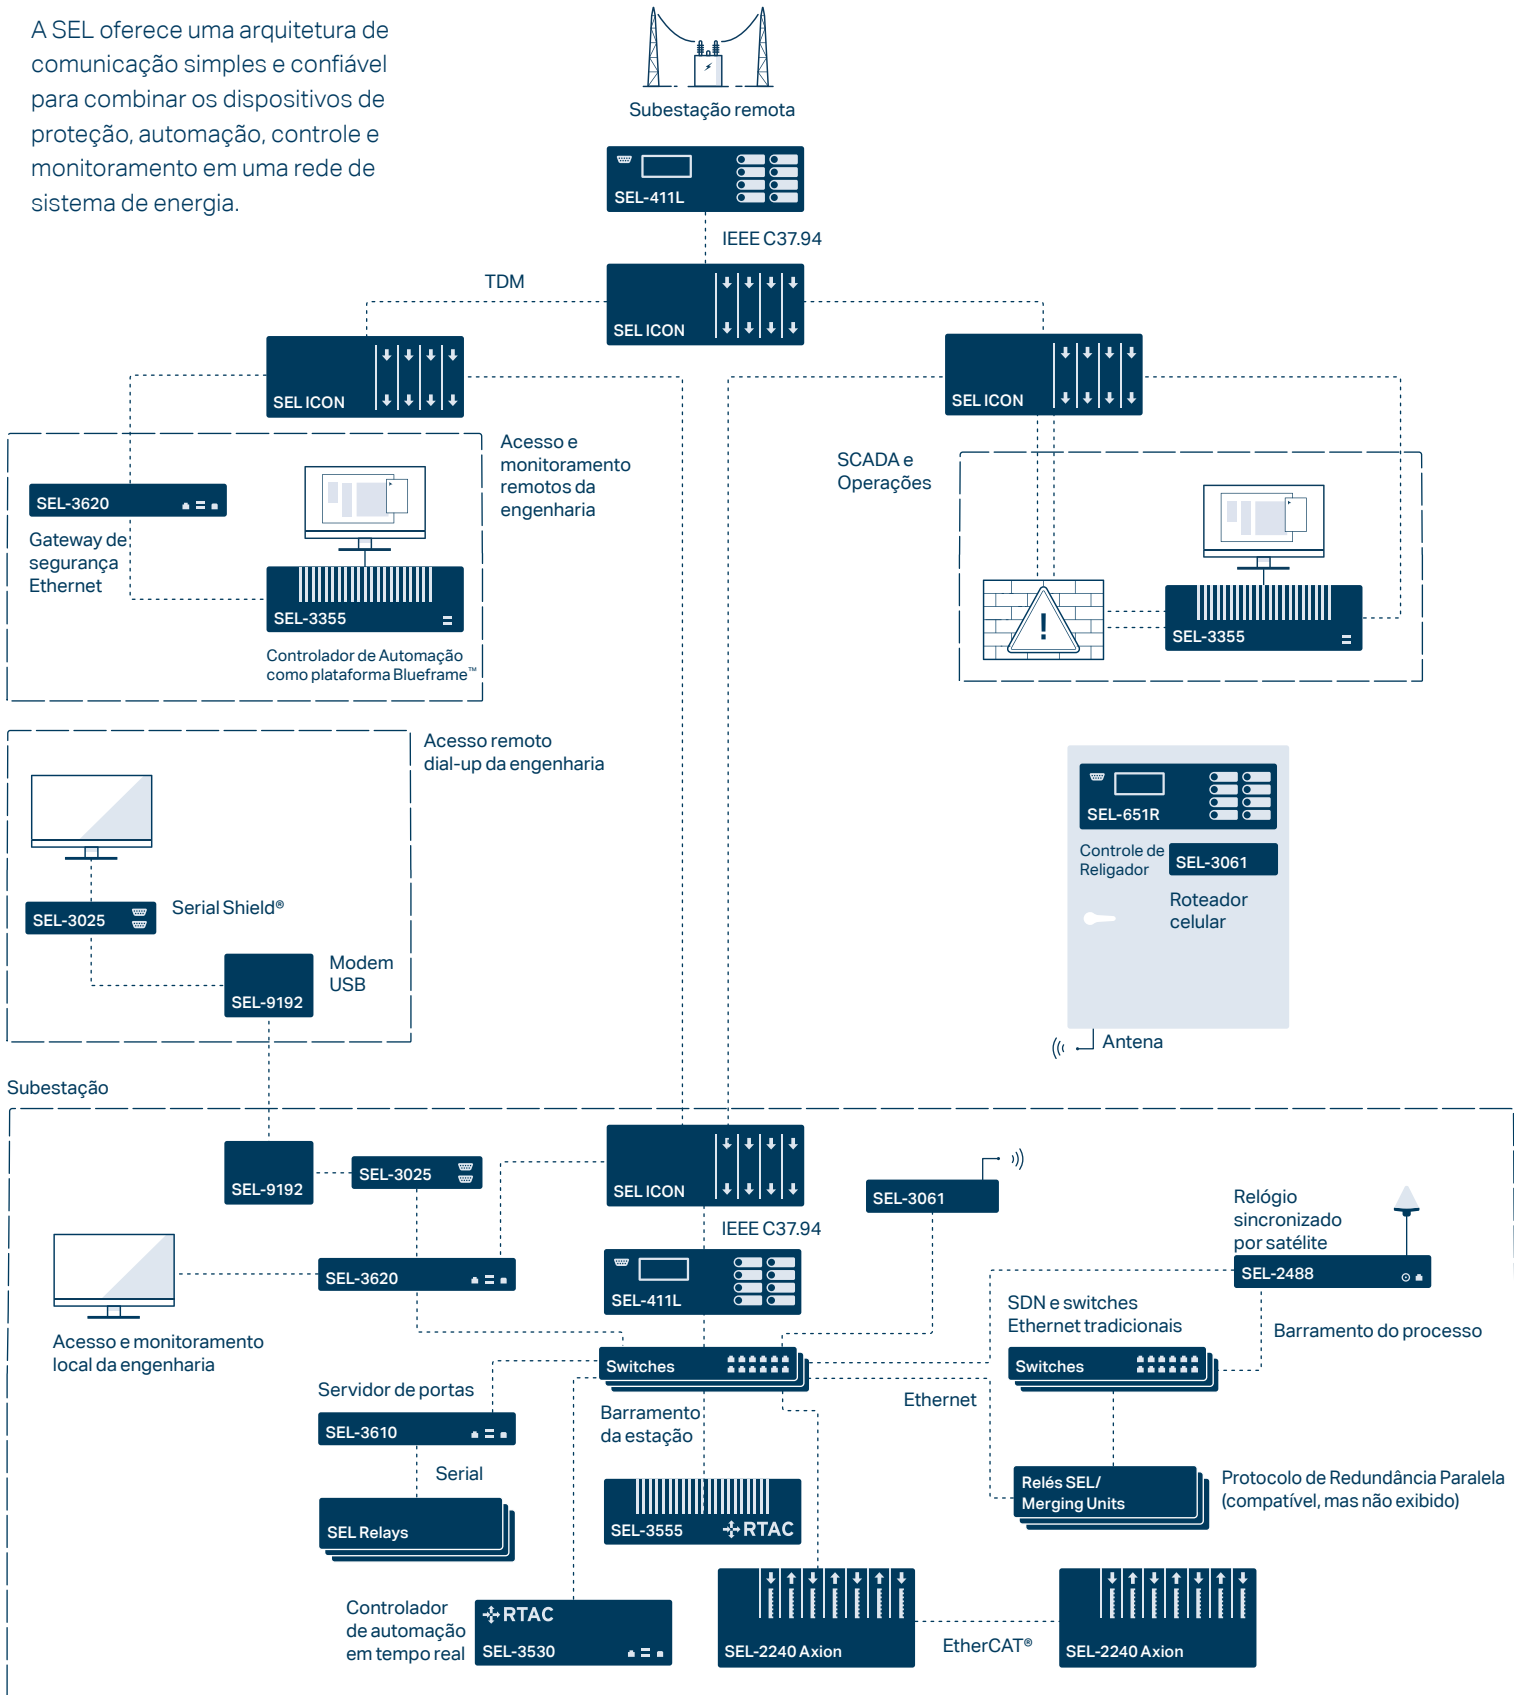 A SEL oferece uma arquitetura de
comunicação simples e confiável
para combinar os dispositivos de
proteção, automação, controle e
monitoramento em uma rede de
sistema de energia.
Subestação remota
SEL-411L
IEEE C37.94
TDM
SEL ICON
SEL ICON
SEL ICON
Acesso e
monitoramento
remotos da
engenharia
SEL-3620
Gateway de
segurança
Ethernet
SEL-3355
Controlador de Automação
como plataforma Blueframe™
SCADA e
Operações
!
SEL-3355
Acesso remoto
dial-up da engenharia
SEL-3025
Serial Shield®
Modem
USB
SEL-9192
SEL-651R
Controle de
Religador
SEL-3061
Roteador
celular
Antena
Subestação
SEL-9192
SEL-3025
SEL ICON
IEEE C37.94
SEL-3061
Relógio
sincronizado
por satélite
SEL-2488
SEL-3620
SEL-411L
Acesso e monitoramento
local da engenharia
SDN e switches
Ethernet tradicionais
Barramento do processo
Switches
Switches
Servidor de portas
SEL-3610
Barramento
da estação
Ethernet
Serial
SEL Relays
SEL-3555
RTAC
Relés SEL/
Merging Units
Protocolo de Redundância Paralela
(compatível, mas não exibido)
Controlador
de automação
em tempo real
RTAC
SEL-3530
SEL-2240 Axion
EtherCAT®
SEL-2240 Axion